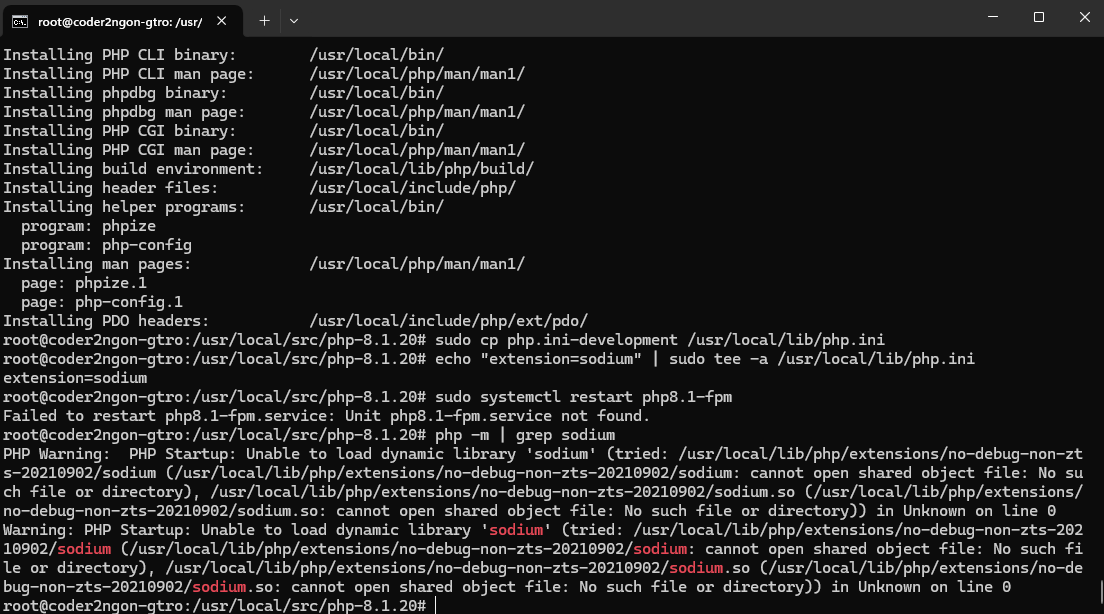 root@coder2ngon-gtro: /usr/
Installing PHP CLI binary:        /usr/local/bin/
Installing PHP CLI man page:      /usr/local/php/man/man1/
Installing phpdbg binary:         /usr/local/bin/
Installing phpdbg man page:       /usr/local/php/man/man1/
Installing PHP CGI binary:        /usr/local/bin/
Installing PHP CGI man page:      /usr/local/php/man/man1/
Installing build environment:     /usr/local/lib/php/build/
Installing header files:          /usr/local/include/php/
Installing helper programs:       /usr/local/bin/
  program: phpize
  program: php-config
Installing man pages:             /usr/local/php/man/man1/
  page: phpize.1
  page: php-config.1
Installing PDO headers:           /usr/local/include/php/ext/pdo/
root@coder2ngon-gtro:/usr/local/src/php-8.1.20# sudo cp php.ini-development /usr/local/lib/php.ini
root@coder2ngon-gtro:/usr/local/src/php-8.1.20# echo "extension=sodium" | sudo tee -a /usr/local/lib/php.ini
extension=sodium
root@coder2ngon-gtro:/usr/local/src/php-8.1.20# sudo systemctl restart php8.1-fpm
Failed to restart php8.1-fpm.service: Unit php8.1-fpm.service not found.
root@coder2ngon-gtro:/usr/local/src/php-8.1.20# php -m | grep sodium
PHP Warning:  PHP Startup: Unable to load dynamic library 'sodium' (tried: /usr/local/lib/php/extensions/no-debug-non-zt
s-20210902/sodium (/usr/local/lib/php/extensions/no-debug-non-zts-20210902/sodium: cannot open shared object file: No su
ch file or directory), /usr/local/lib/php/extensions/no-debug-non-zts-20210902/sodium.so (/usr/local/lib/php/extensions/
no-debug-non-zts-20210902/sodium.so: cannot open shared object file: No such file or directory)) in Unknown on line 0
Warning: PHP Startup: Unable to load dynamic library 'sodium' (tried: /usr/local/lib/php/extensions/no-debug-non-zts-202
10902/sodium (/usr/local/lib/php/extensions/no-debug-non-zts-20210902/sodium: cannot open shared object file: No such fi
le or directory), /usr/local/lib/php/extensions/no-debug-non-zts-20210902/sodium.so (/usr/local/lib/php/extensions/no-de
bug-non-zts-20210902/sodium.so: cannot open shared object file: No such file or directory)) in Unknown on line 0
root@coder2ngon-gtro:/usr/local/src/php-8.1.20#